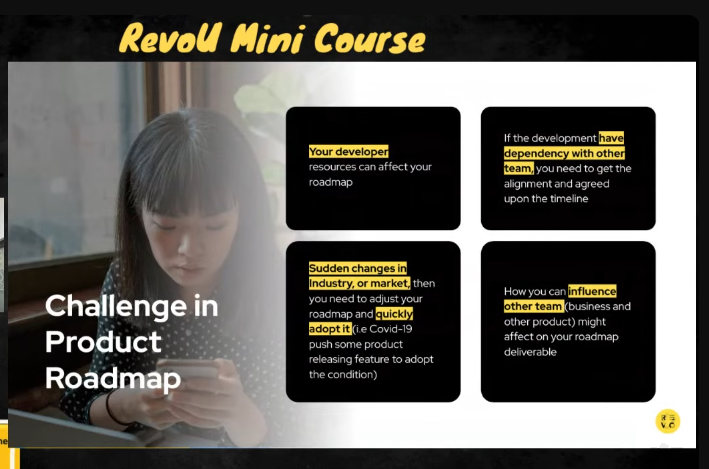 RevoU Mini Course
Challenge in
Product
Roadmap
Your developer
resources can affect your
roadmap
If the development have
dependency with other
team, you need to get the
alignment and agreed
upon the timeline
Sudden changes in
Industry, or market, then
you need to adjust your
roadmap and quickly
adopt it (i.e Covid-19
push some product
releasing feature to adopt
the condition)
How you can influence
other team (business and
other product) might
affect on your roadmap
deliverable